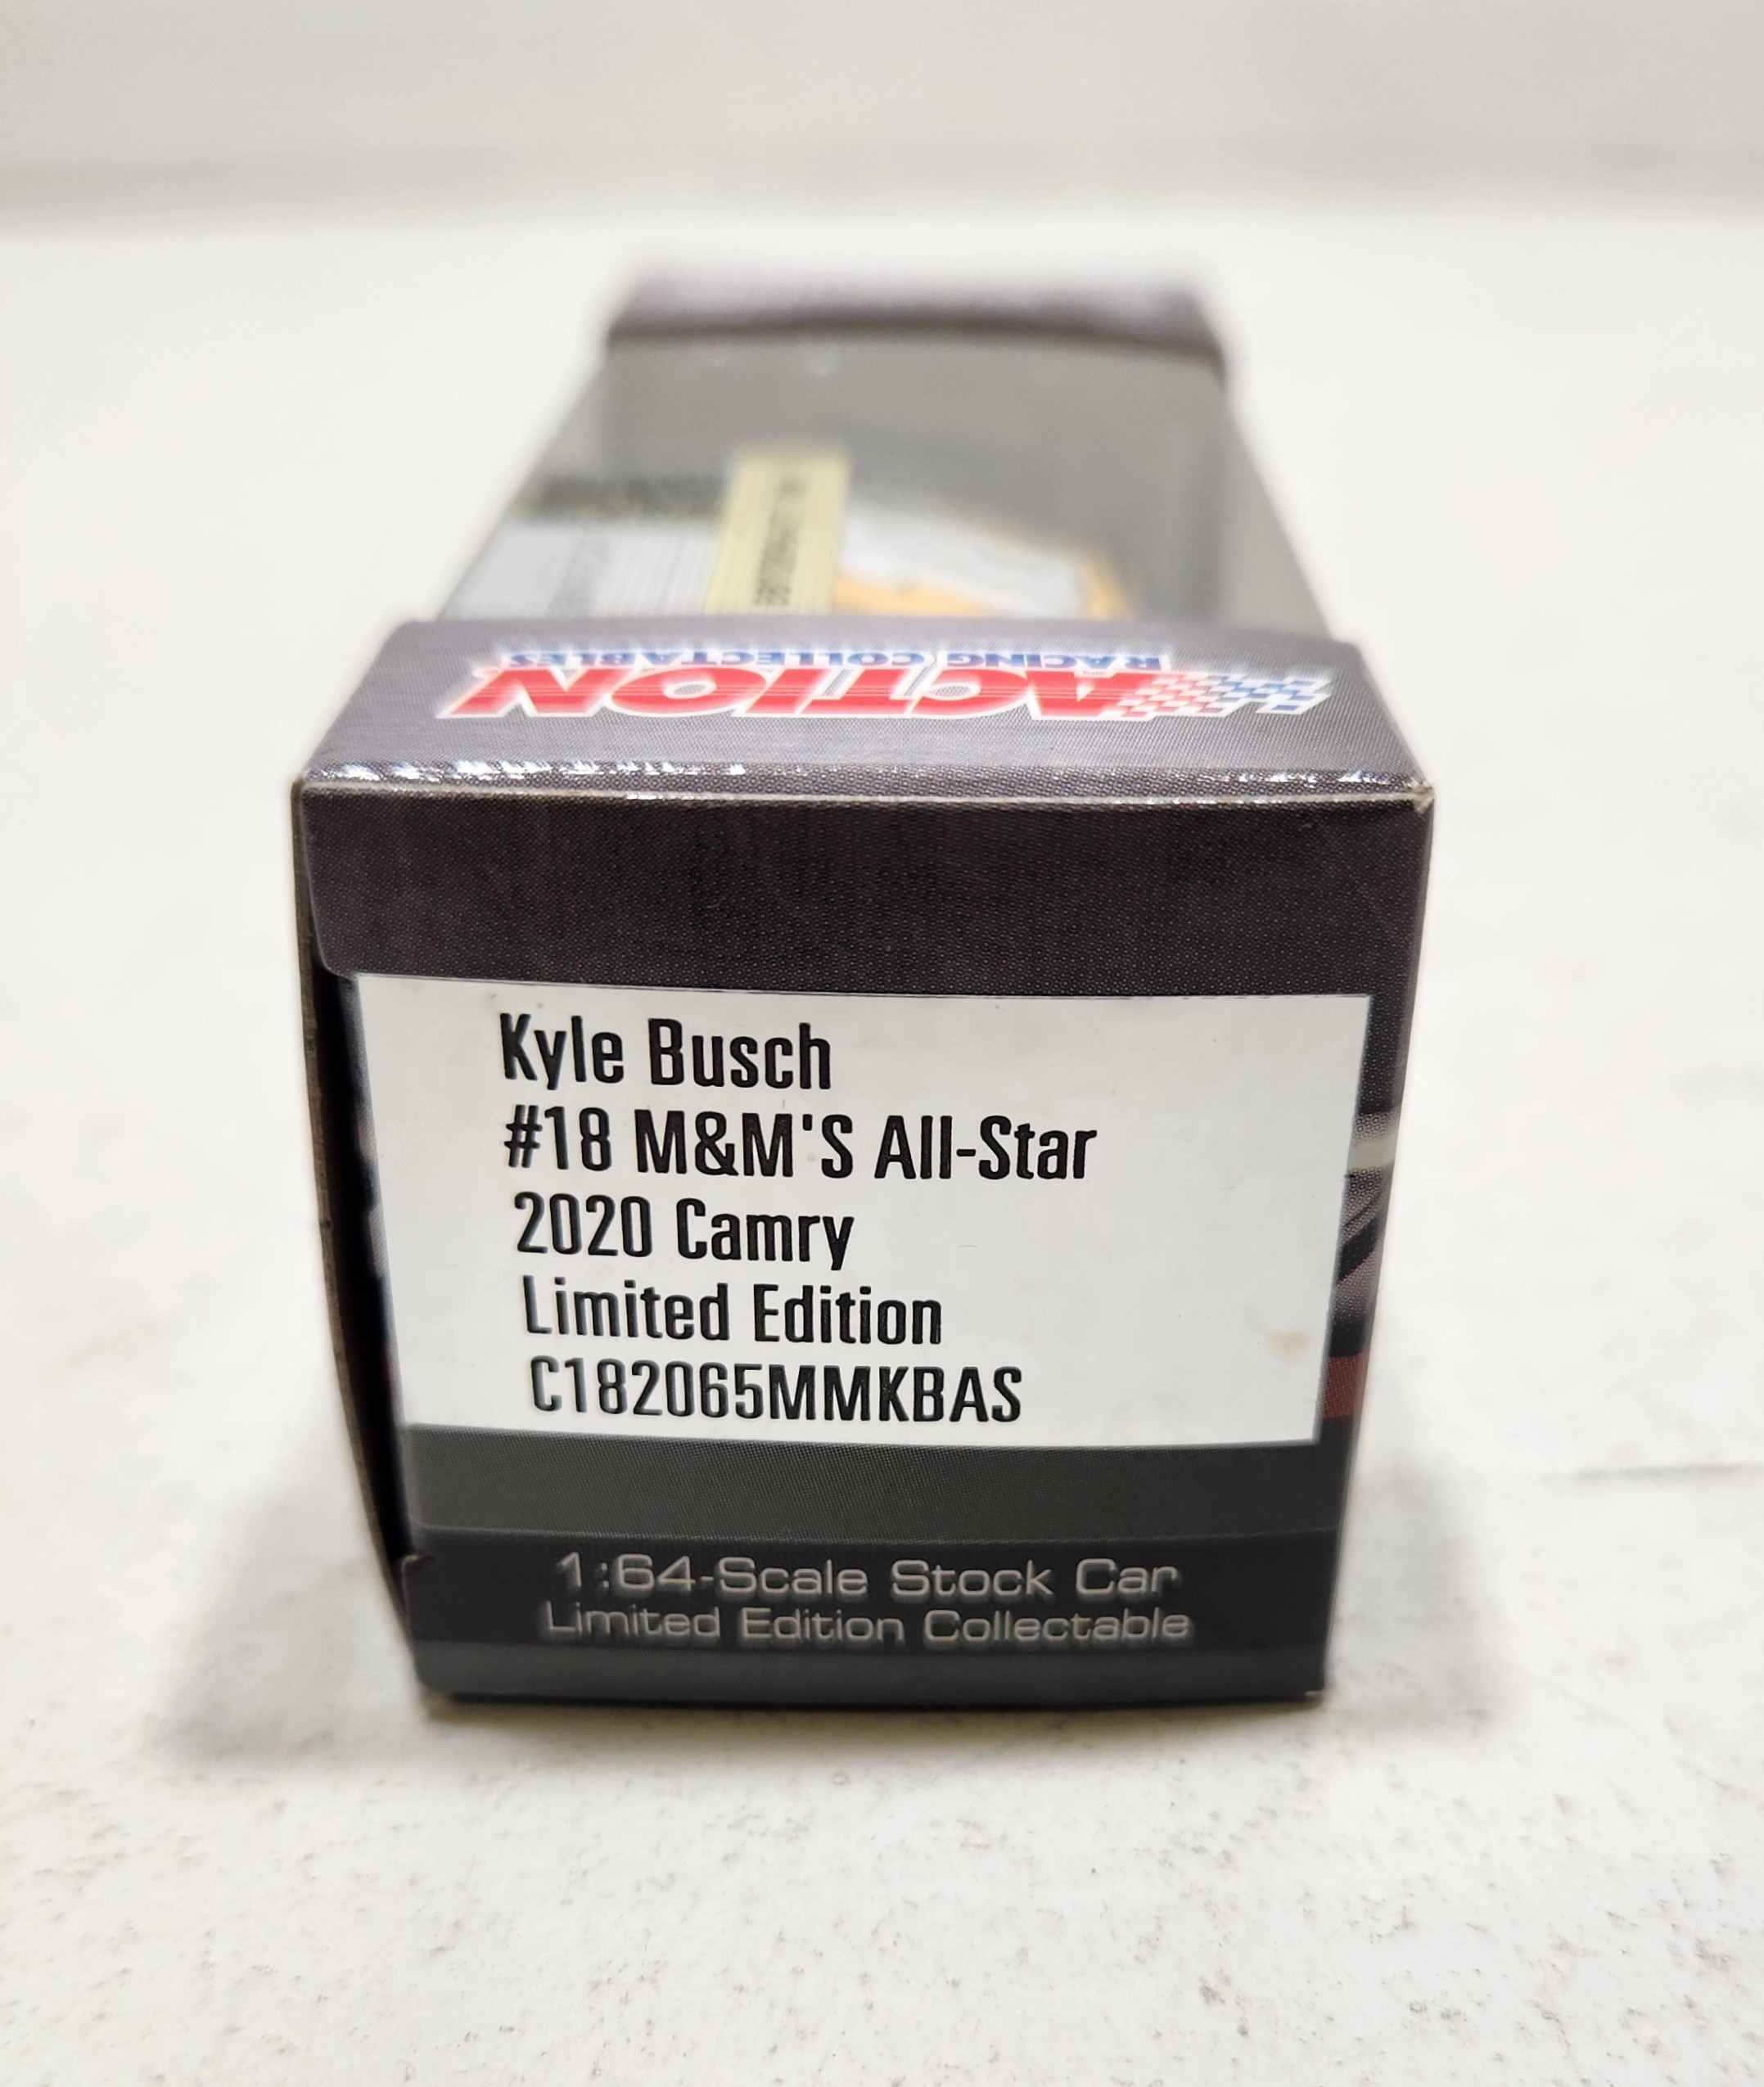 ACTION
RACING COLLECTABLES
Kyle Busch
#18 M&M'S All-Star
2020 Camry
Limited Edition
C182065MMKBAS
1:64-Scale Stock Car
Limited Edition Collectable